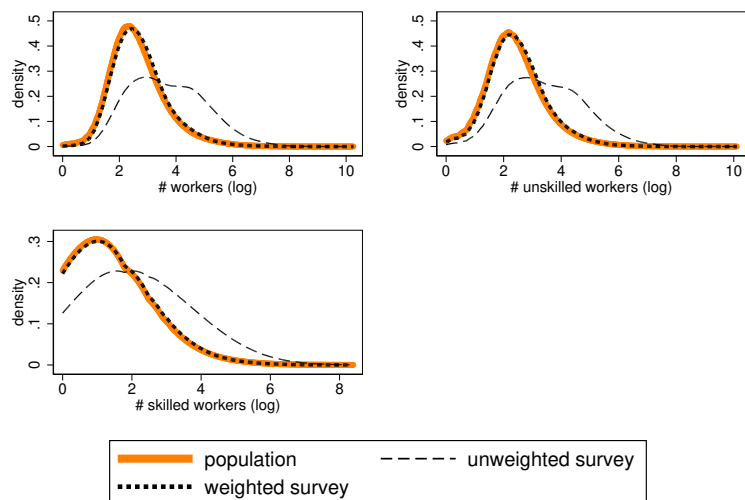 density
.5
.4
.3
.2
.1
0
0 2 4 6 8 10
# workers (log)
density
.5
.4
.3
.2
.1
0
0 2 4 6 8 10
# unskilled workers (log)
density
.3
.2
.1
0
0 2 4 6 8
# skilled workers (log)
population
unweighted survey
weighted survey